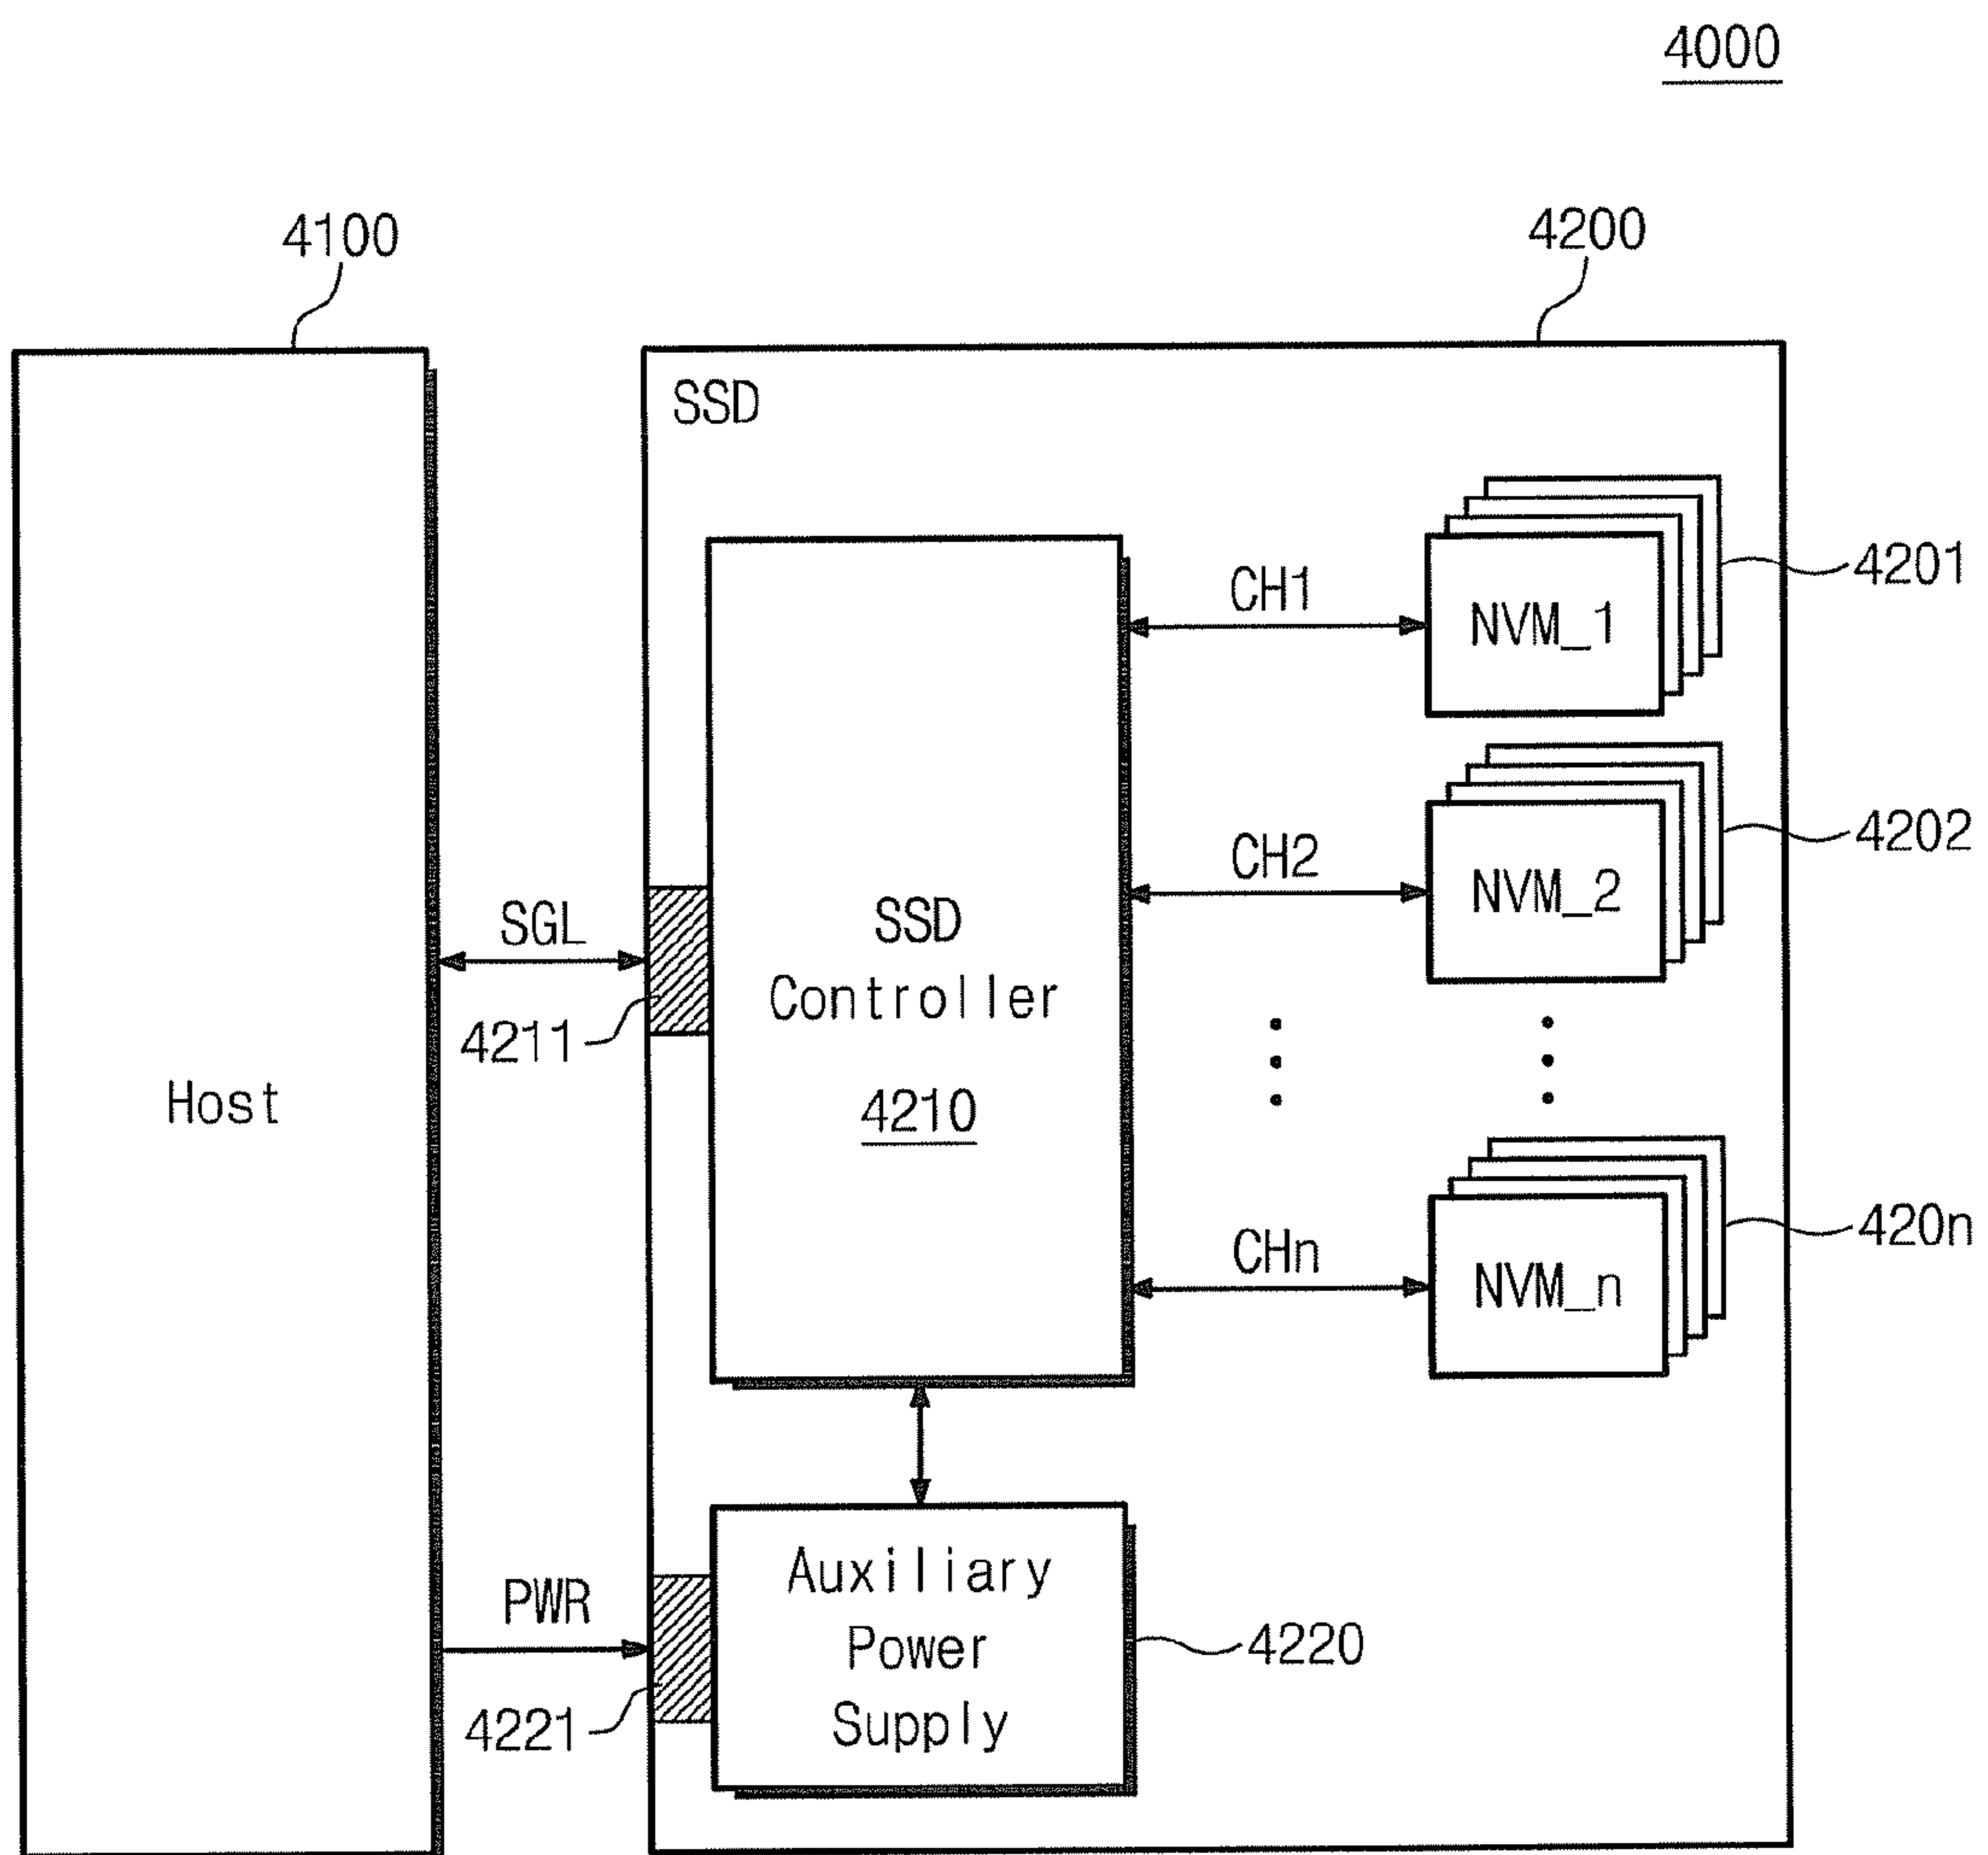 4000
4100
4200
SSD
4201
CH1
NVM_1
4202
CH2
NVM_2
SGL
SSD
Controller
4210
4211
Host
420n
CHn
NVM_n
PWR
Auxiliary
Power
Supply
4220
4221